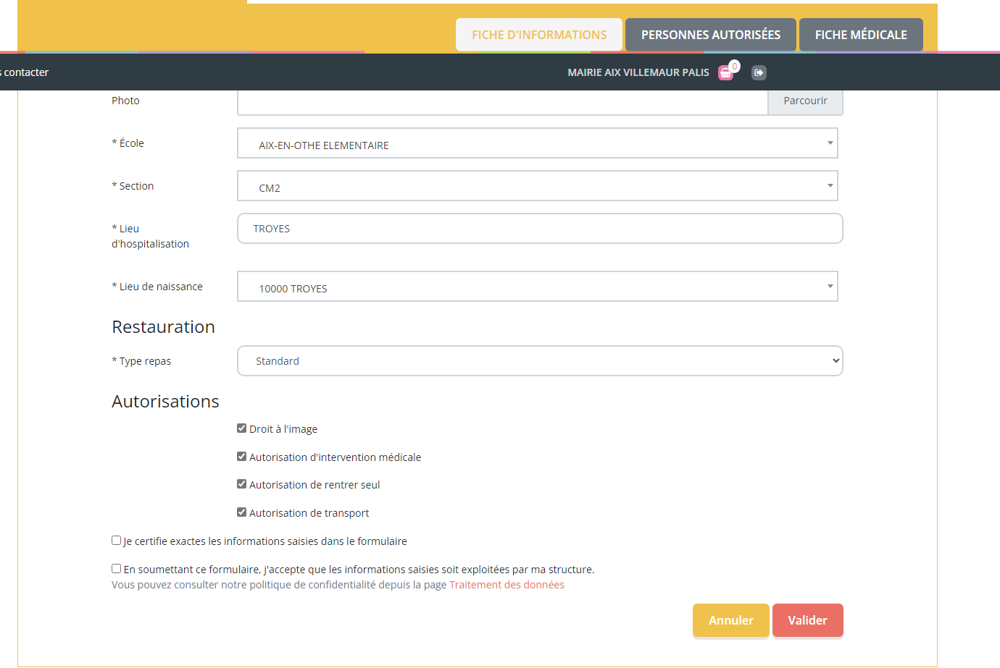 FICHE D'INFORMATIONS PERSONNES AUTORISÉES FICHE MÉDICALE
contacter MAIRIE AIX VILLEMAUR PALIS 0
Photo Parcourir
* École AIX-EN-OTHE ELEMENTAIRE
* Section CM2
* Lieu TROYES
d'hospitalisation
* Lieu de naissance 10000 TROYES
Restauration
* Type repas Standard
Autorisations
Droit à l'image
Autorisation d'intervention médicale
Autorisation de rentrer seul
Autorisation de transport
Je certifie exactes les informations saisies dans le formulaire
En soumettant ce formulaire, j'accepte que les informations saisies soit exploitées par ma structure.
Vous pouvez consulter notre politique de confidentialité depuis la page Traitement des données
Annuler Valider